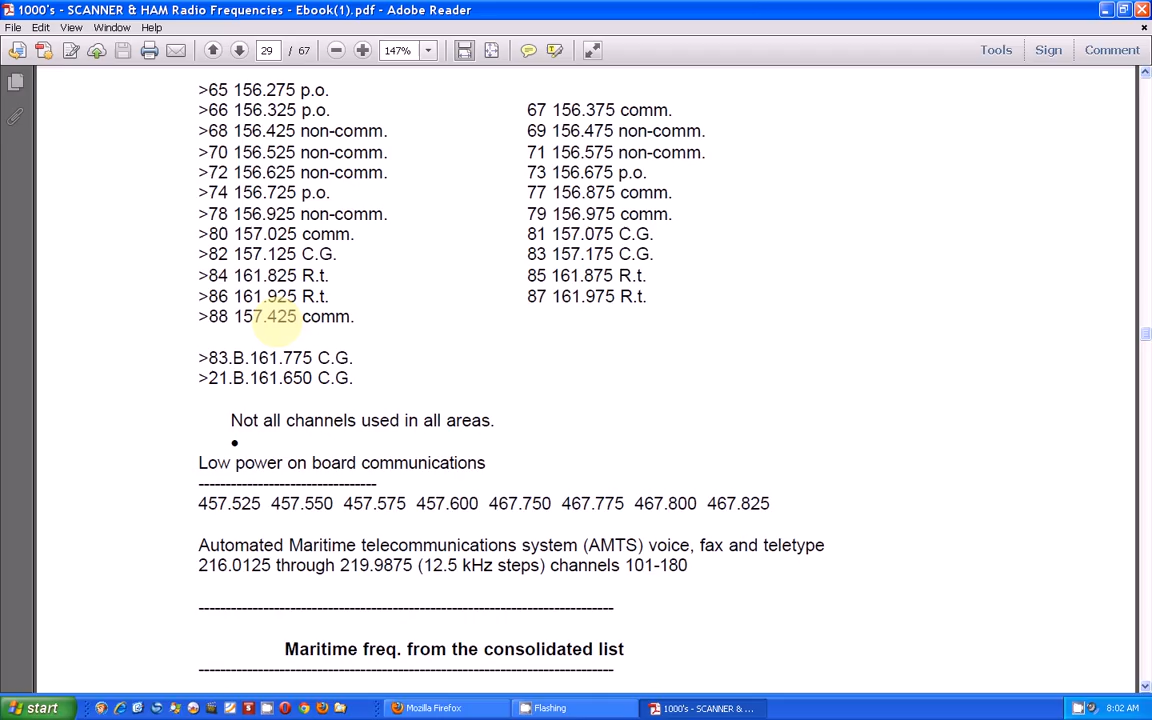 1000's - SCANNER & HAM Radio Frequencies - Ebook(1).pdf - Adobe Reader
File Edit View Window Help
29 / 67 147% Tools Sign Comment
>65 156.275 p.o.
>66 156.325 p.o. 67 156.375 comm.
>68 156.425 non-comm. 69 156.475 non-comm.
>70 156.525 non-comm. 71 156.575 non-comm.
>72 156.625 non-comm. 73 156.675 p.o.
>74 156.725 p.o. 77 156.875 comm.
>78 156.925 non-comm. 79 156.975 comm.
>80 157.025 comm. 81 157.075 C.G.
>82 157.125 C.G. 83 157.175 C.G.
>84 161.825 R.t. 85 161.875 R.t.
>86 161.925 R.t. 87 161.975 R.t.
>88 157.425 comm.
>83.B.161.775 C.G.
>21.B.161.650 C.G.
Not all channels used in all areas.
•
Low power on board communications
---------------------------------
457.525 457.550 457.575 457.600 467.750 467.775 467.800 467.825
Automated Maritime telecommunications system (AMTS) voice, fax and teletype
216.0125 through 219.9875 (12.5 kHz steps) channels 101-180
----------------------------------------------------------------------------
Maritime freq. from the consolidated list
----------------------------------------------------------------------------
start Mozilla Firefox Flashing 1000's - SCANNER & ... 8:02 AM